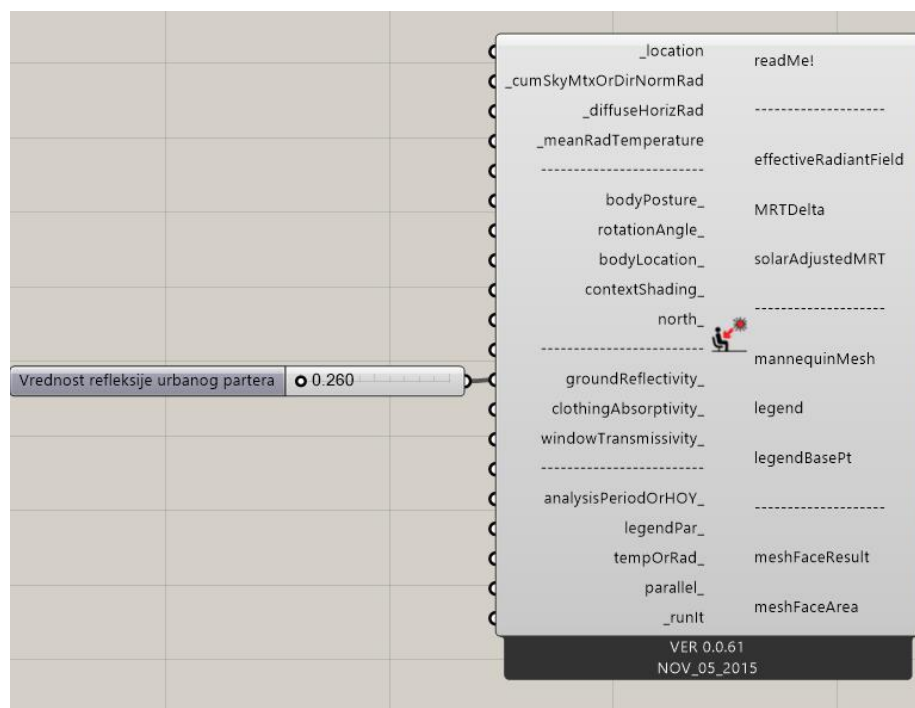 _location
_cumSkyMtxOrDirNormRad
_diffuseHorizRad
_meanRadTemperature
------------------------
bodyPosture_
rotationAngle_
bodyLocation_
contextShading_
north_
------------------------
groundReflectivity_
clothingAbsorptivity_
windowTransmissivity_
------------------------
analysisPeriodOrHOY_
legendPar_
tempOrRad_
parallel_
_runIt
readMe!
-------------------
effectiveRadiantField
MRTDelta
solarAdjustedMRT
-------------------
mannequinMesh
legend
legendBasePt
-------------------
meshFaceResult
meshFaceArea
Vrednost refleksije urbanog partera 0.260
VER 0.0.61
NOV_05_2015